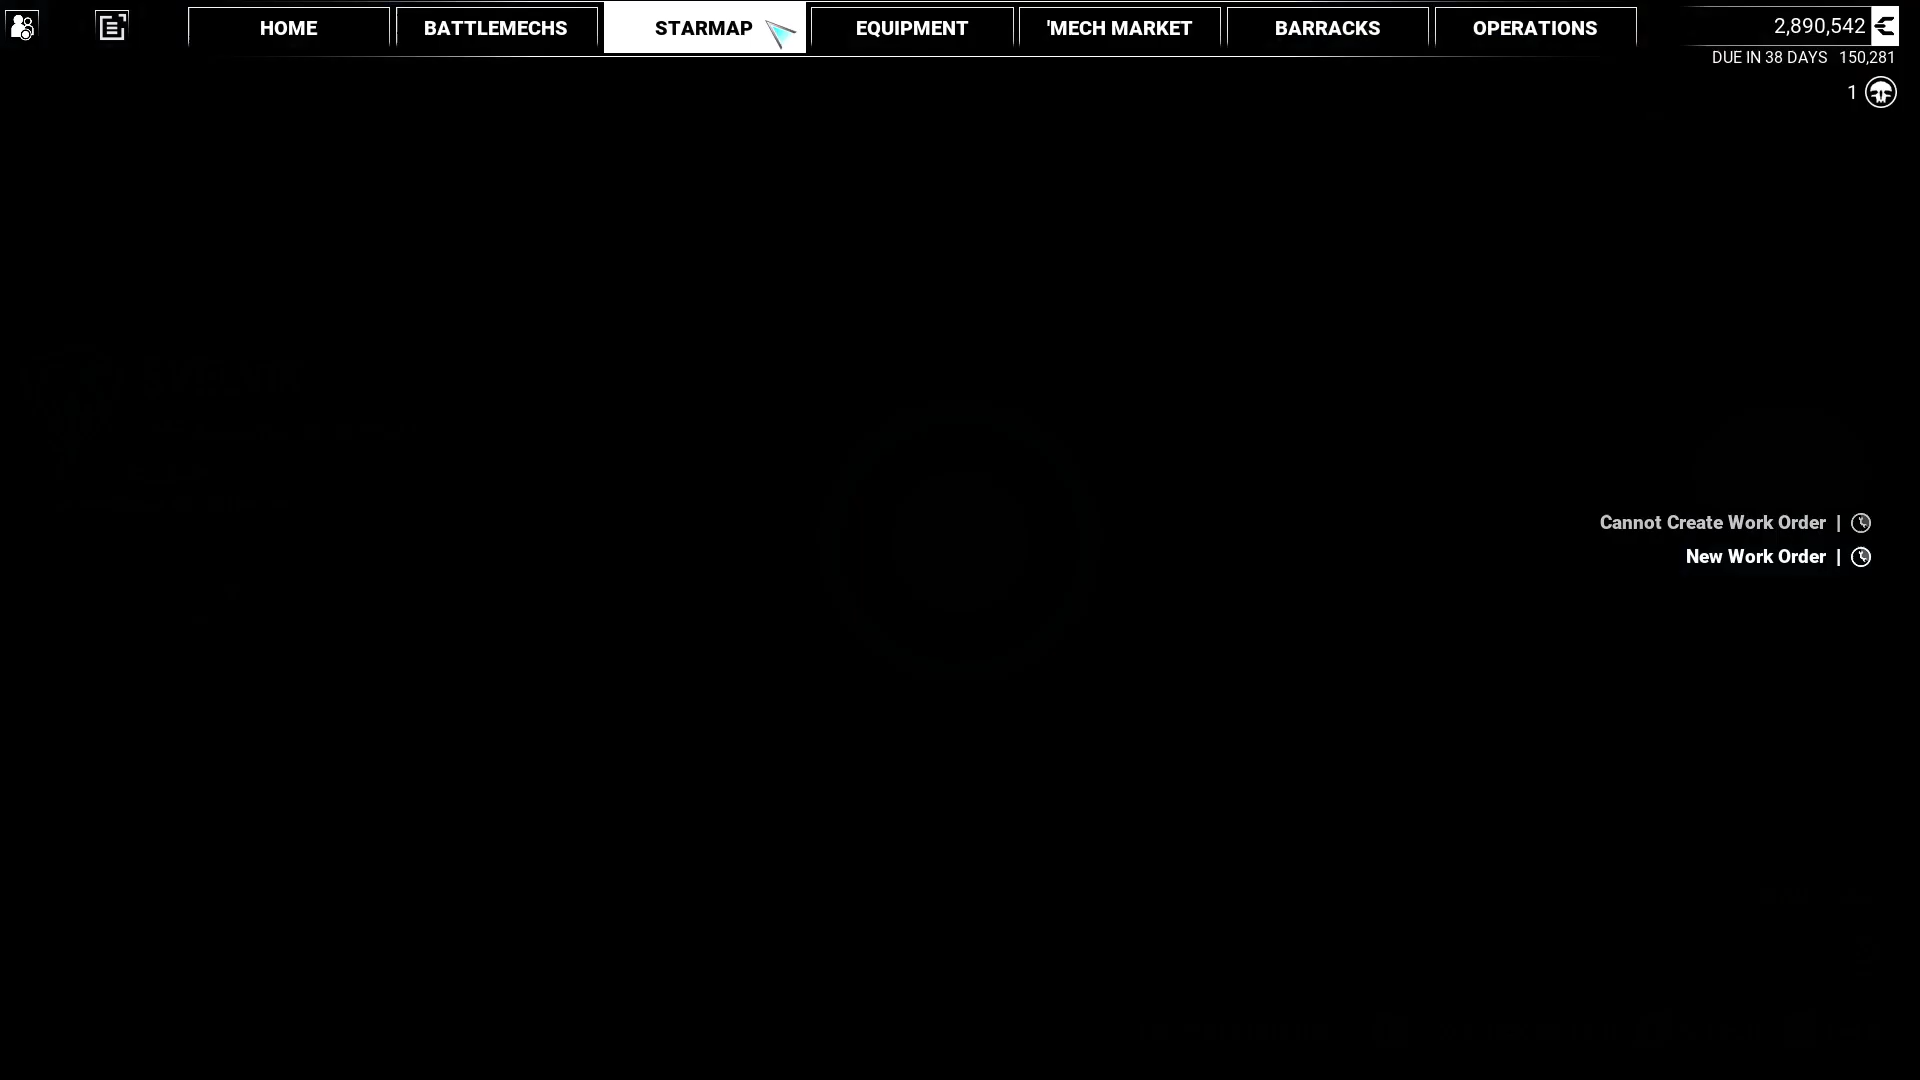 HOME
BATTLEMECHS
STARMAP
EQUIPMENT
'MECH MARKET
BARRACKS
OPERATIONS
2,890,542
DUE IN 38 DAYS 150,281
1
Cannot Create Work Order |
New Work Order |